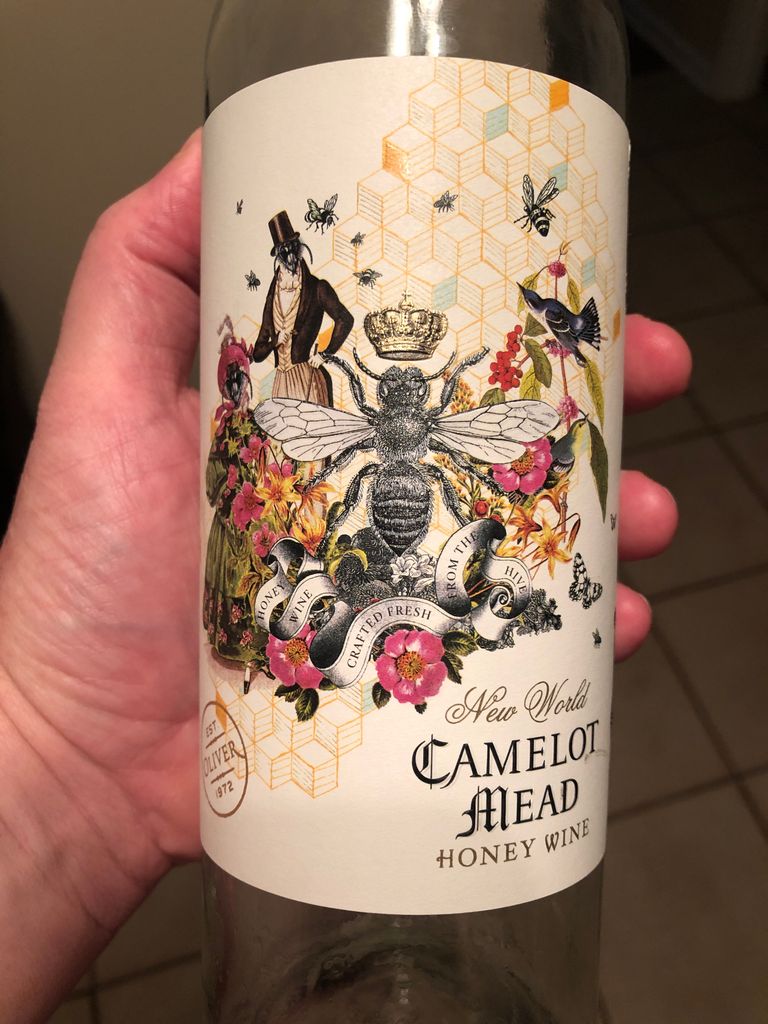 HONEY
WINE
CRAFTED FRESH
FROM THE
HIVE
New World
CAMELOT
MEAD
HONEY WINE
EST
OLIVER
1972